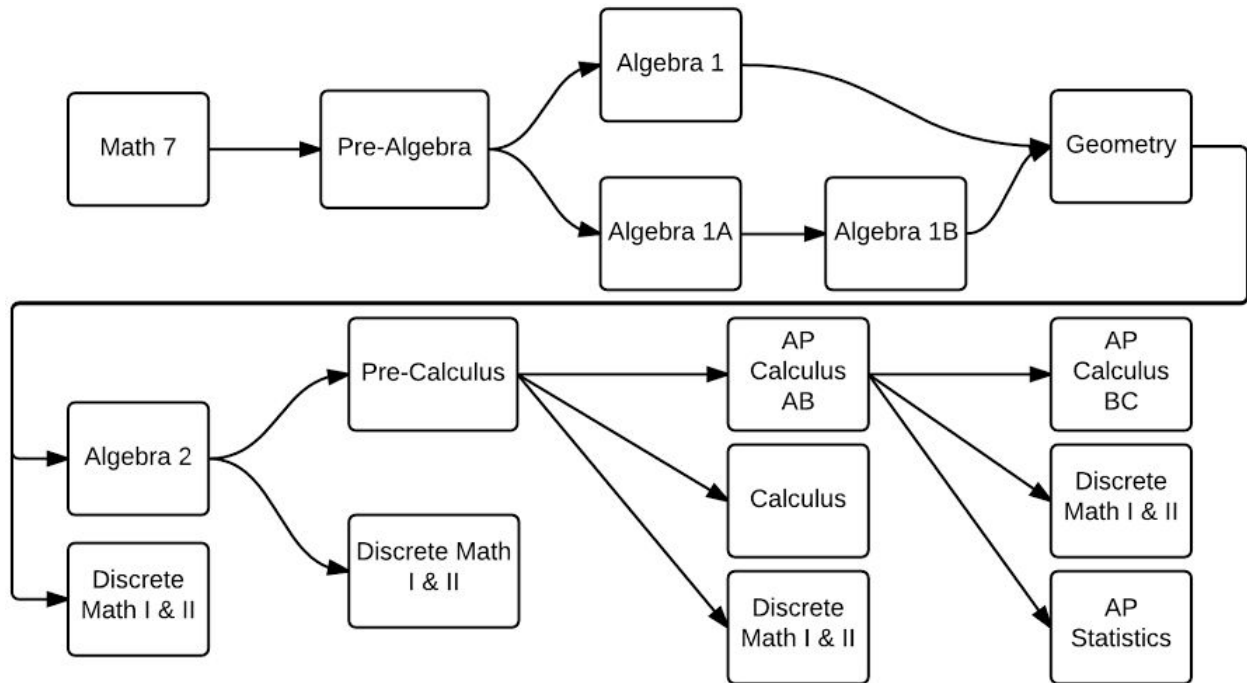 Math 7
Pre-Algebra
Algebra 1
Algebra 1A
Algebra 1B
Geometry
Algebra 2
Discrete
Math I & II
Pre-Calculus
Discrete Math
I & II
AP
Calculus
AB
Calculus
Discrete
Math I & II
AP
Calculus
BC
Discrete
Math I & II
AP
Statistics